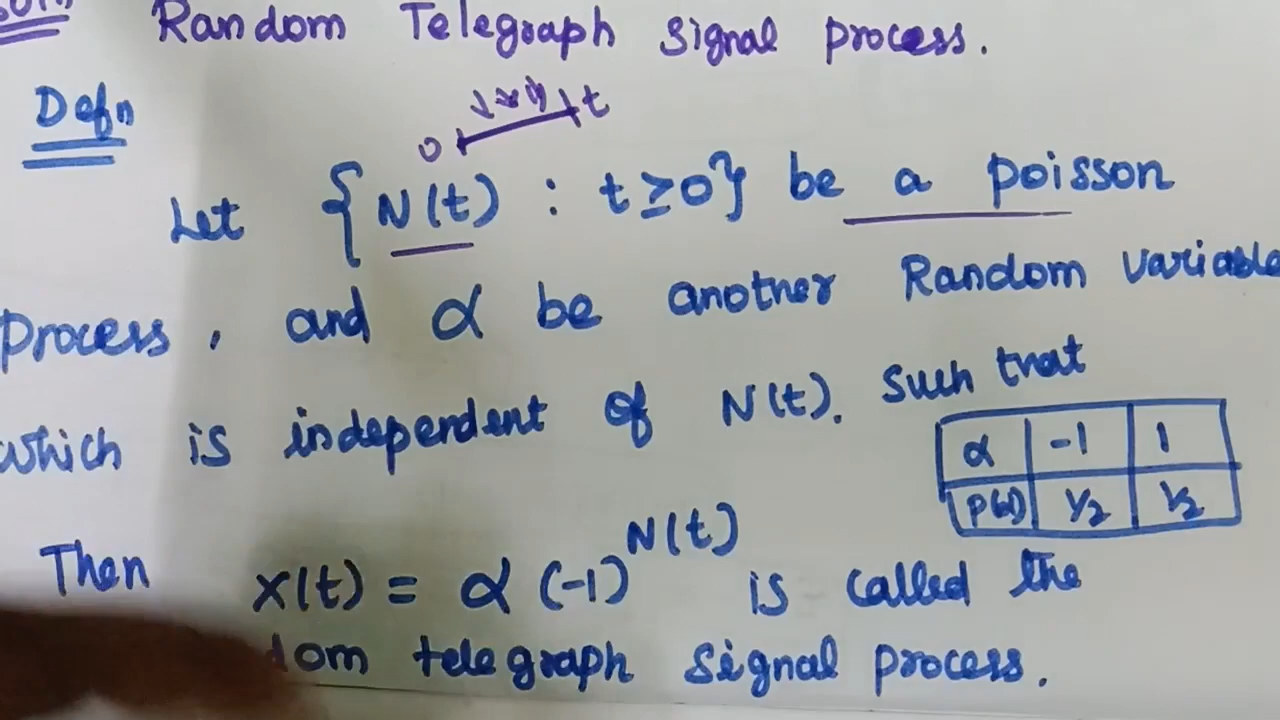 Random Telegraph Signal process.
Defn
0 t
Let {N(t) : t≥0} be a poisson
process, and α be another Random variable
which is independent of N(t). Such that
α -1 1
P(α) 1/2 1/2
Then X(t) = α (-1)^N(t) is called the
dom telegraph signal process.